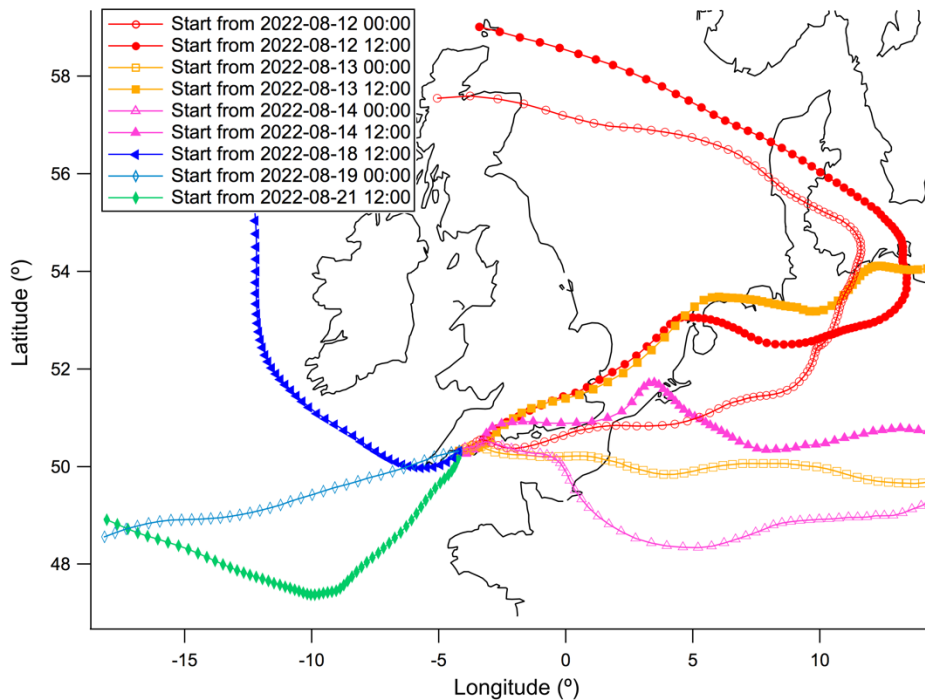 Start from 2022-08-12 00:00
Start from 2022-08-12 12:00
Start from 2022-08-13 00:00
Start from 2022-08-13 12:00
Start from 2022-08-14 00:00
Start from 2022-08-14 12:00
Start from 2022-08-18 12:00
Start from 2022-08-19 00:00
Start from 2022-08-21 12:00
58
56
54
52
50
48
Latitude (º)
-15 -10 -5 0 5 10
Longitude (º)